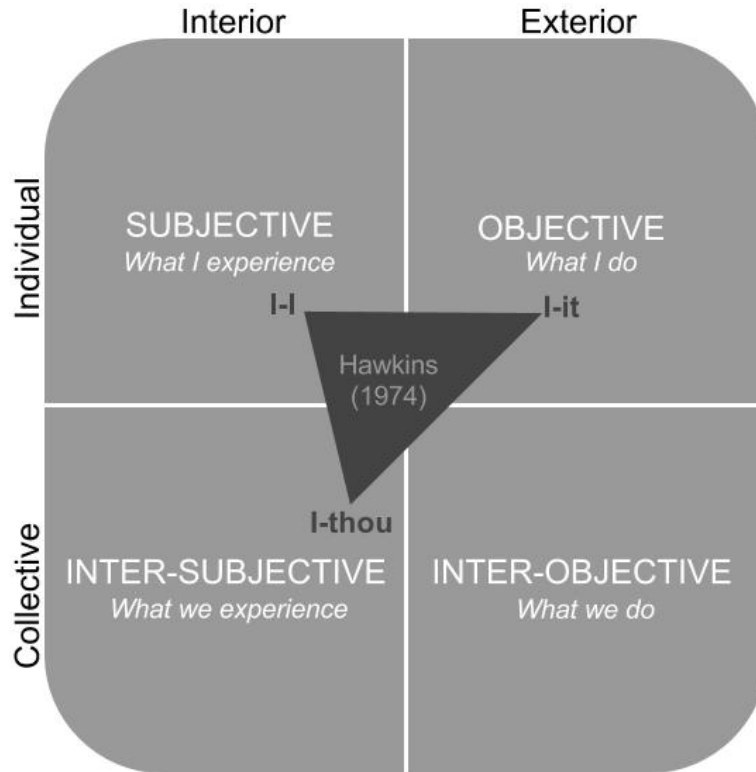 Interior
Exterior
Individual
SUBJECTIVE
What I experience
OBJECTIVE
What I do
I-I
I-it
Hawkins
(1974)
I-thou
Collective
INTER-SUBJECTIVE
What we experience
INTER-OBJECTIVE
What we do